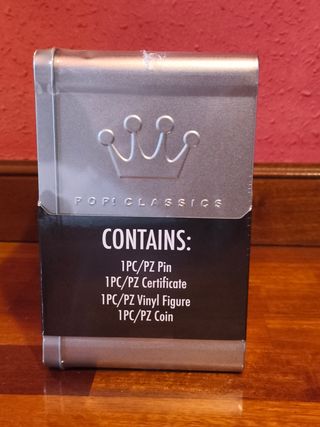 POP! CLASSICS
CONTAINS:
1PC/PZ Pin
1PC/PZ Certificate
1PC/PZ Vinyl Figure
1PC/PZ Coin